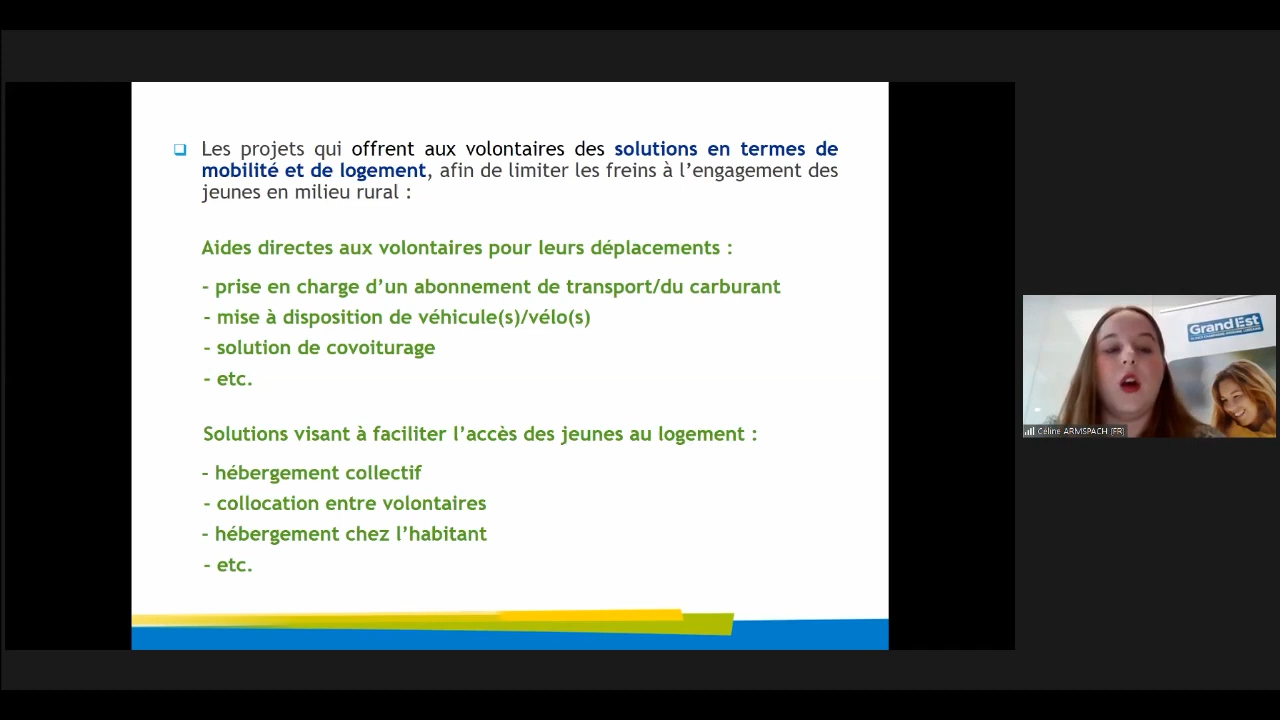 ❑ Les projets qui offrent aux volontaires des solutions en termes de
mobilité et de logement, afin de limiter les freins à l’engagement des
jeunes en milieu rural :
Aides directes aux volontaires pour leurs déplacements :
- prise en charge d’un abonnement de transport/du carburant
- mise à disposition de véhicule(s)/vélo(s)
- solution de covoiturage
- etc.
Solutions visant à faciliter l’accès des jeunes au logement :
- hébergement collectif
- collocation entre volontaires
- hébergement chez l’habitant
- etc.
Grand Est
Céline ARMSPACH (FR)